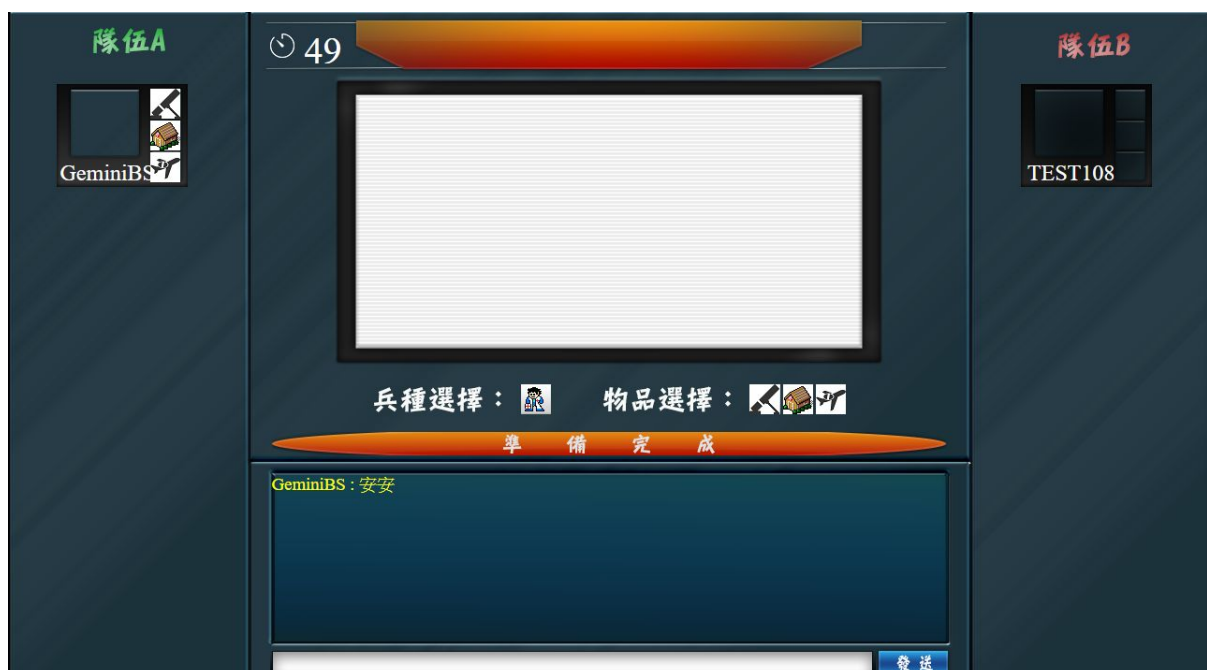 隊伍A
49
隊伍B
GeminiBS
TEST108
兵種選擇： 物品選擇：
準備完成
GeminiBS : 安安
發送